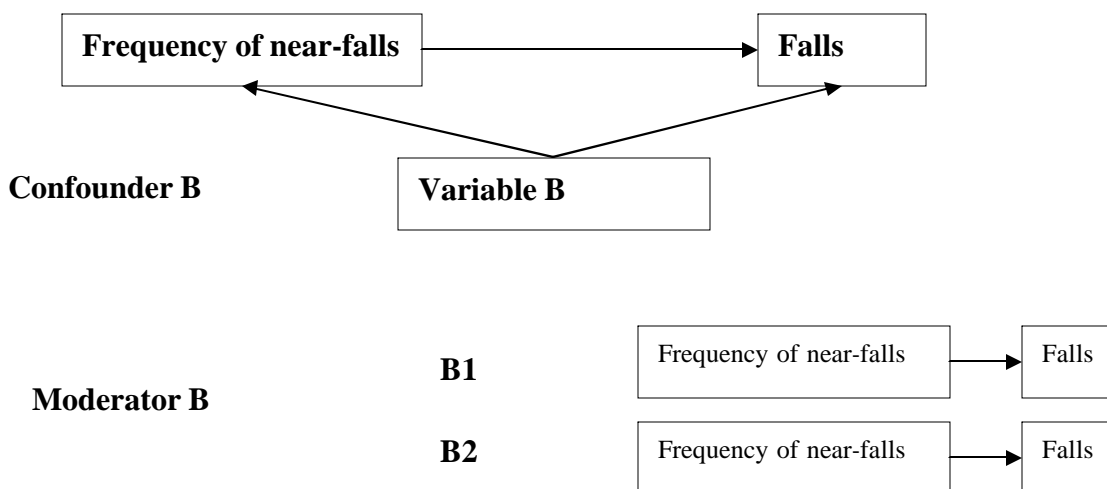 Frequency of near-falls
Falls
Confounder B
Variable B
B1
Frequency of near-falls
Falls
Moderator B
B2
Frequency of near-falls
Falls